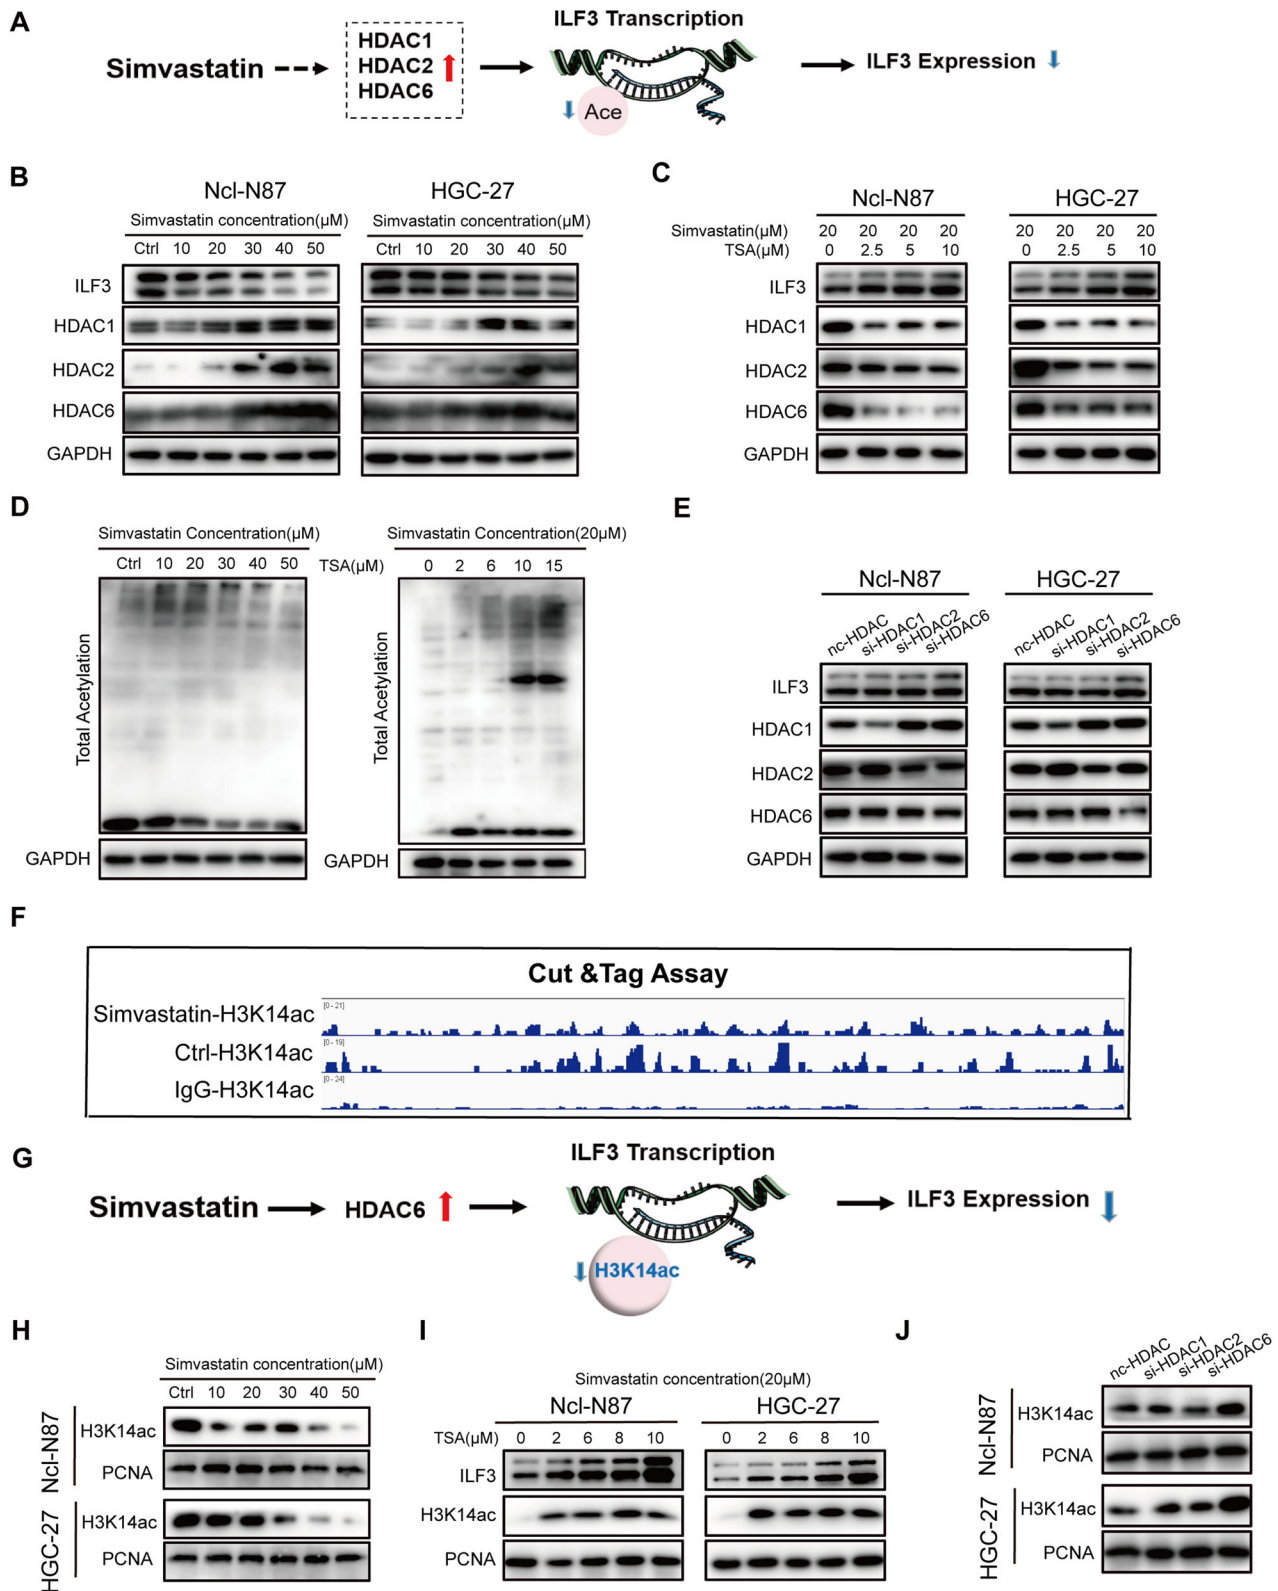 A
ILF3 Transcription
Simvastatin
HDAC1
HDAC2
HDAC6
Ace
ILF3 Expression
B
Ncl-N87
HGC-27
Simvastatin concentration(μM)
Simvastatin concentration(μM)
Ctrl 10 20 30 40 50
Ctrl 10 20 30 40 50
ILF3
HDAC1
HDAC2
HDAC6
GAPDH
C
Ncl-N87
HGC-27
Simvastatin(μM) 20 20 20 20 20 20 20 20
TSA(μM) 0 2.5 5 10 0 2.5 5 10
ILF3
HDAC1
HDAC2
HDAC6
GAPDH
D
Simvastatin Concentration(μM)
Ctrl 10 20 30 40 50
Total Acetylation
GAPDH
Simvastatin Concentration(20μM)
TSA(μM) 0 2 6 10 15
Total Acetylation
GAPDH
E
Ncl-N87
HGC-27
nc-HDAC si-HDAC1 si-HDAC2 si-HDAC6
nc-HDAC si-HDAC1 si-HDAC2 si-HDAC6
ILF3
HDAC1
HDAC2
HDAC6
GAPDH
F
Cut &Tag Assay
Simvastatin-H3K14ac [0 - 21]
Ctrl-H3K14ac [0 - 19]
IgG-H3K14ac [0 - 24]
G
ILF3 Transcription
Simvastatin
HDAC6
H3K14ac
ILF3 Expression
H
Simvastatin concentration(μM)
Ctrl 10 20 30 40 50
Ncl-N87
H3K14ac
PCNA
HGC-27
H3K14ac
PCNA
I
Simvastatin concentration(20μM)
Ncl-N87
HGC-27
TSA(μM) 0 2 6 8 10 0 2 6 8 10
ILF3
H3K14ac
PCNA
J
nc-HDAC si-HDAC1 si-HDAC2 si-HDAC6
Ncl-N87
H3K14ac
PCNA
HGC-27
H3K14ac
PCNA